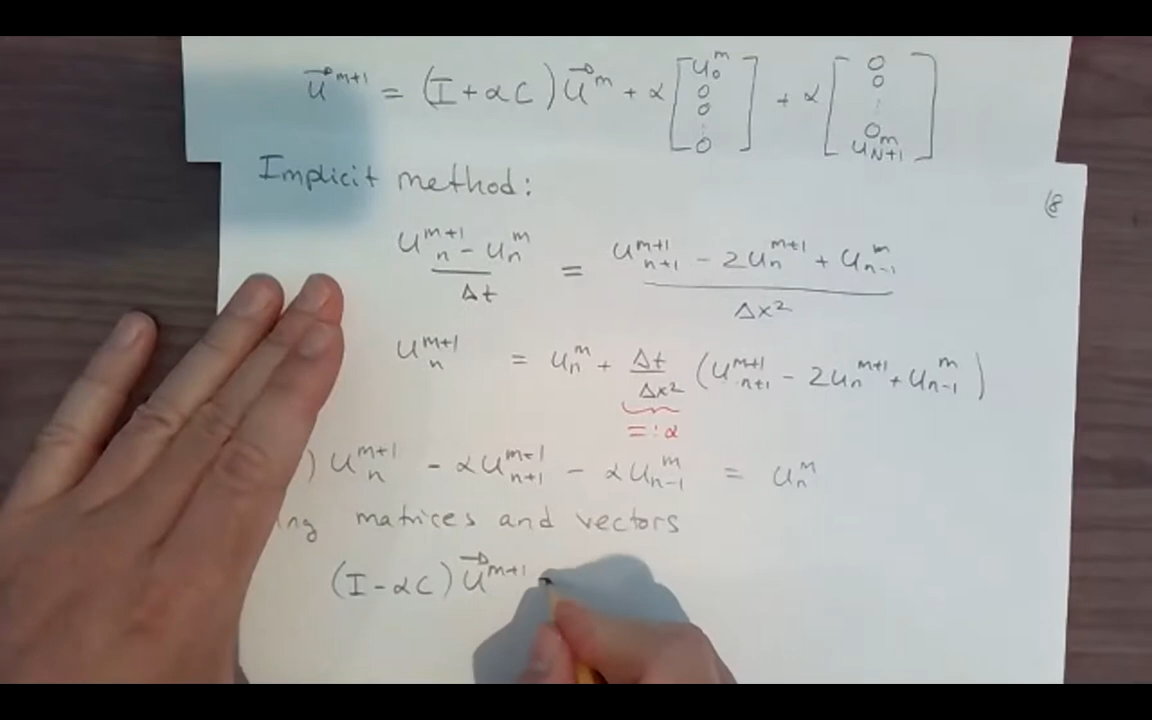 u⃗^{m+1} = (I + αC) u⃗^m + α [u_0^m 0 0 ⋮ 0] + α [0 0 ⋮ 0 u_{N+1}^m]
Implicit method:
(8
(u_n^{m+1} - u_n^m) / Δt = (u_{n+1}^{m+1} - 2u_n^{m+1} + u_{n-1}^m) / Δx²
u_n^{m+1} = u_n^m + Δt/Δx² (u_{n+1}^{m+1} - 2u_n^{m+1} + u_{n-1}^m)
=: α
) u_n^{m+1} - αu_{n+1}^{m+1} - αu_{n-1}^m = u_n^m
ng matrices and vectors
(I - αC) u⃗^{m+1}